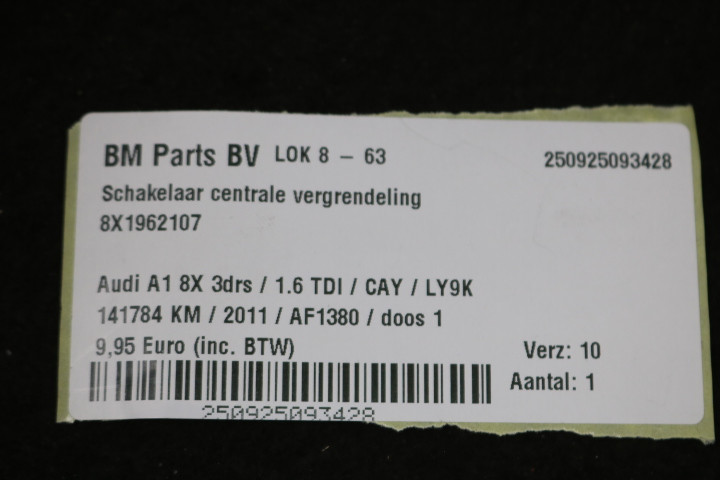 BM Parts BV LOK 8 – 63 250925093428
Schakelaar centrale vergrendeling
8X1962107
Audi A1 8X 3drs / 1.6 TDI / CAY / LY9K
141784 KM / 2011 / AF1380 / doos 1
9,95 Euro (inc. BTW) Verz: 10
Aantal: 1
250925093428